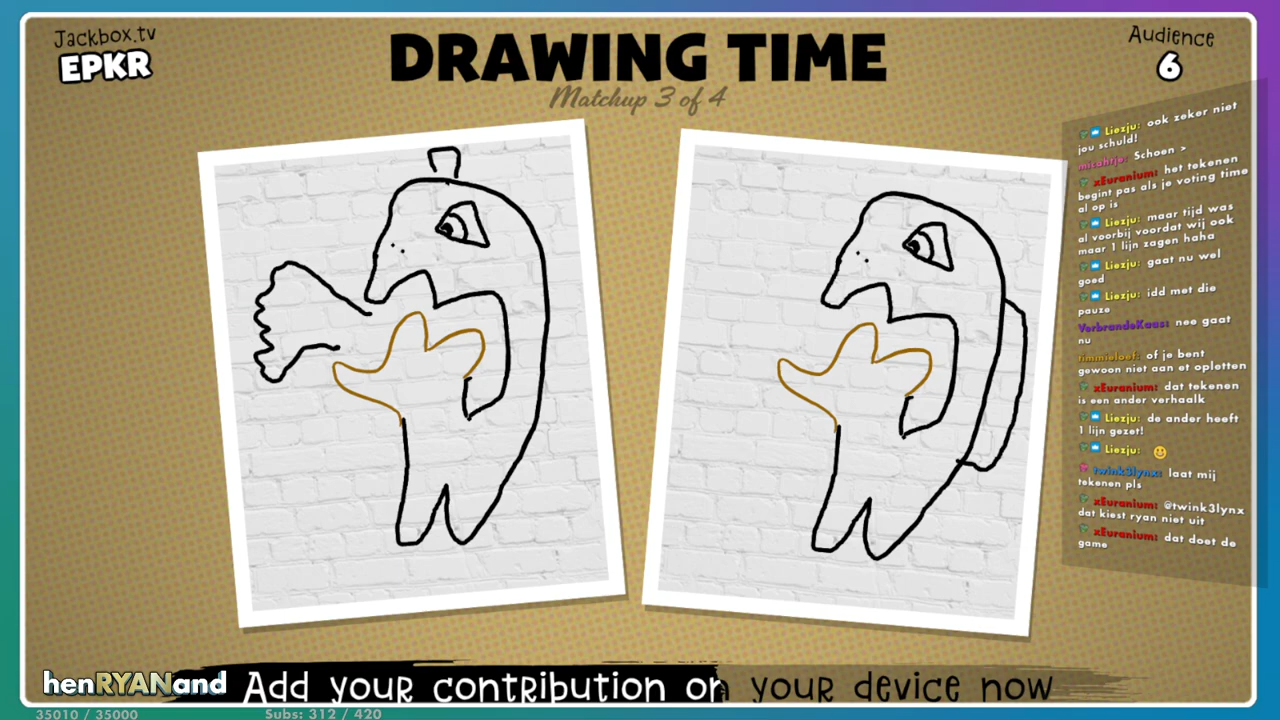 Jackbox.tv
EPKR
DRAWING TIME
Matchup 3 of 4
Audience
6
Liezju: ook zeker niet
jou schuld!
micahtje: Schoen >
xEuranium: het tekenen
begint pas als je voting time
al op is
Liezju: maar tijd was
al voorbij voordat wij ook
maar 1 lijn zagen haha
Liezju: gaat nu wel
goed
Liezju: idd met die
pauze
VerbrandeKaas: nee gaat
nu
timmieloef: of je bent
gewoon niet aan et opletten
xEuranium: dat tekenen
is een ander verhaalk
Liezju: de ander heeft
1 lijn gezet!
Liezju:
twink3lynx: laat mij
tekenen pls
xEuranium: @twink3lynx
dat kiest ryan niet uit
xEuranium: dat doet de
game
henRYANand
Add your contribution on your device now
35010 / 35000
Subs: 312 / 420